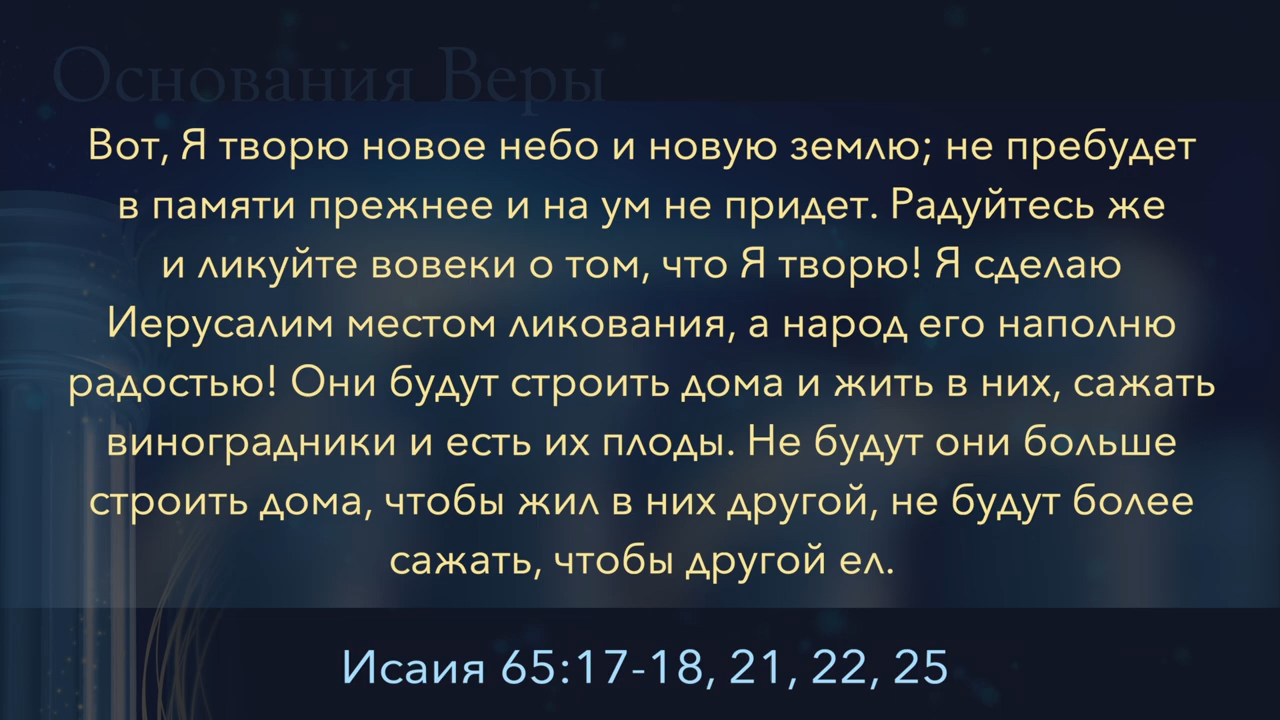 Основания Веры
Вот, Я творю новое небо и новую землю; не пребудет
в памяти прежнее и на ум не придет. Радуйтесь же
и ликуйте вовеки о том, что Я творю! Я сделаю
Иерусалим местом ликования, а народ его наполню
радостью! Они будут строить дома и жить в них, сажать
виноградники и есть их плоды. Не будут они больше
строить дома, чтобы жил в них другой, не будут более
сажать, чтобы другой ел.
Исаия 65:17-18, 21, 22, 25